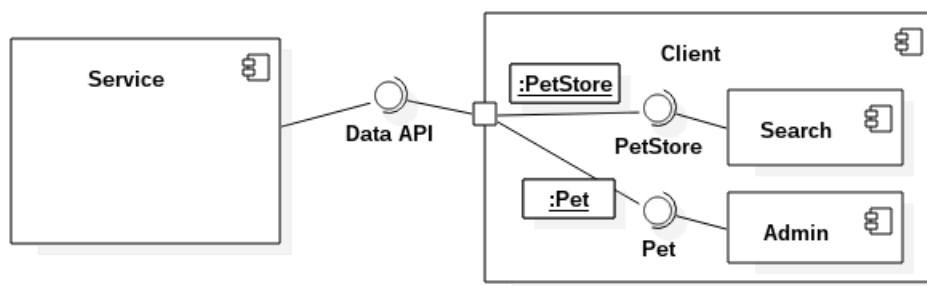 Service
Data API
Client
:PetStore
PetStore
Search
:Pet
Pet
Admin